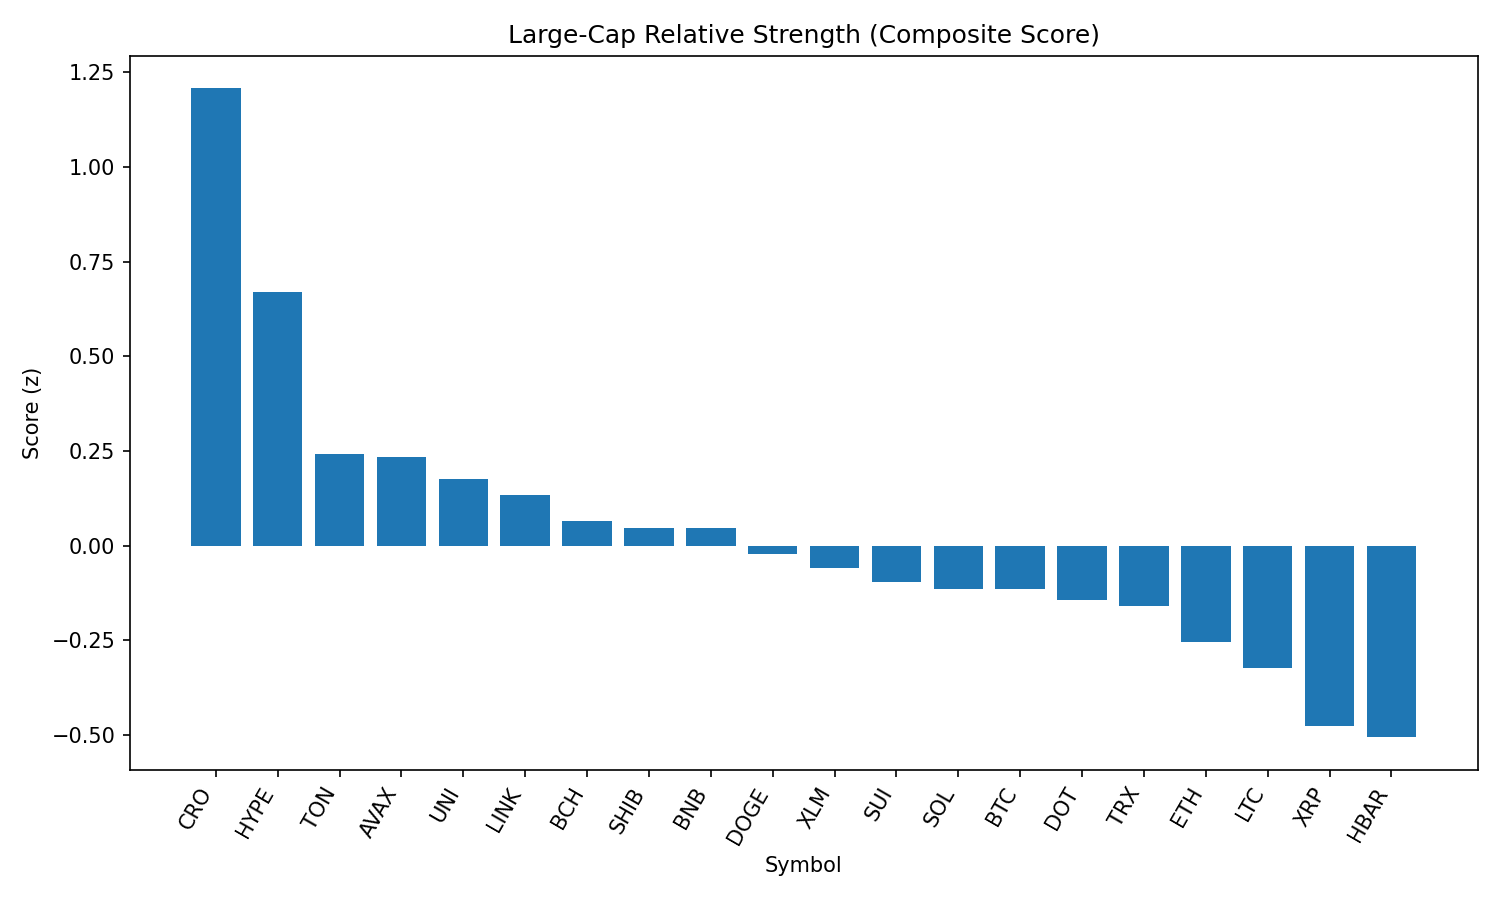 Large-Cap Relative Strength (Composite Score)
1.25
1.00
0.75
0.50
0.25
0.00
−0.25
−0.50
Score (z)
CRO
HYPE
TON
AVAX
UNI
LINK
BCH
SHIB
BNB
DOGE
XLM
SUI
SOL
BTC
DOT
TRX
ETH
LTC
XRP
HBAR
Symbol